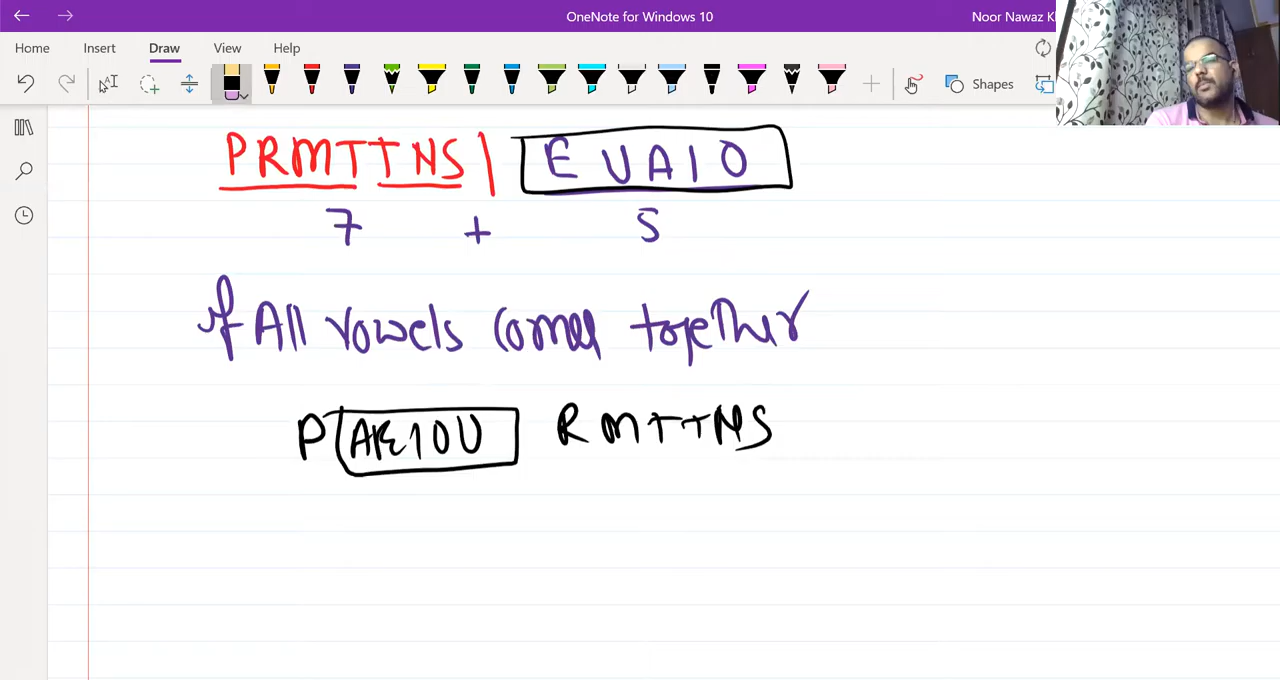 OneNote for Windows 10
Noor Nawaz Kh
Home Insert Draw View Help
Shapes
PRMTTNS| EUAIO
7 + 5
if All vowels comes together
P AEIOU RMTTNS